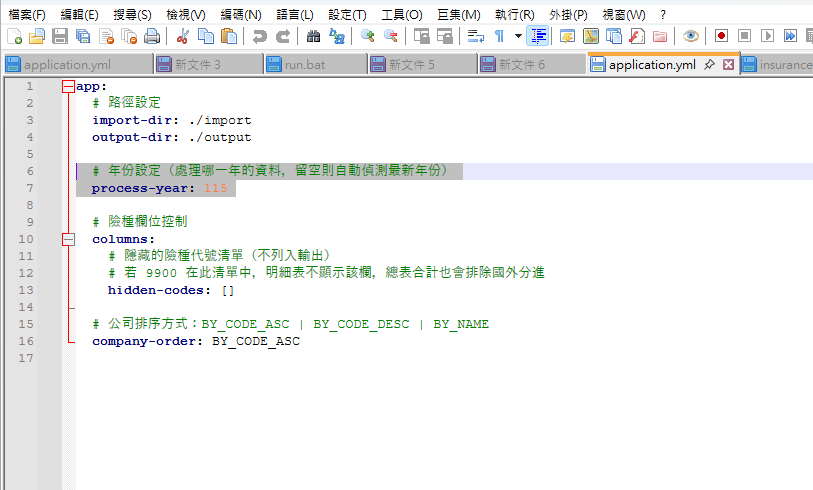 檔案(F) 編輯(E) 搜尋(S) 檢視(V) 編碼(N) 語言(L) 設定(T) 工具(O) 巨集(M) 執行(R) 外掛(P) 視窗(W) ?
application.yml 新文件 3 run.bat 新文件 5 新文件 6 application.yml insurance
1 app:
2 # 路徑設定
3 import-dir: ./import
4 output-dir: ./output
5
6 # 年份設定（處理哪一年的資料，留空則自動偵測最新年份）
7 process-year: 115
8
9 # 險種欄位控制
10 columns:
11 # 隱藏的險種代號清單（不列入輸出）
12 # 若 9900 在此清單中，明細表不顯示該欄，總表合計也會排除國外分進
13 hidden-codes: []
14
15 # 公司排序方式：BY_CODE_ASC | BY_CODE_DESC | BY_NAME
16 company-order: BY_CODE_ASC
17